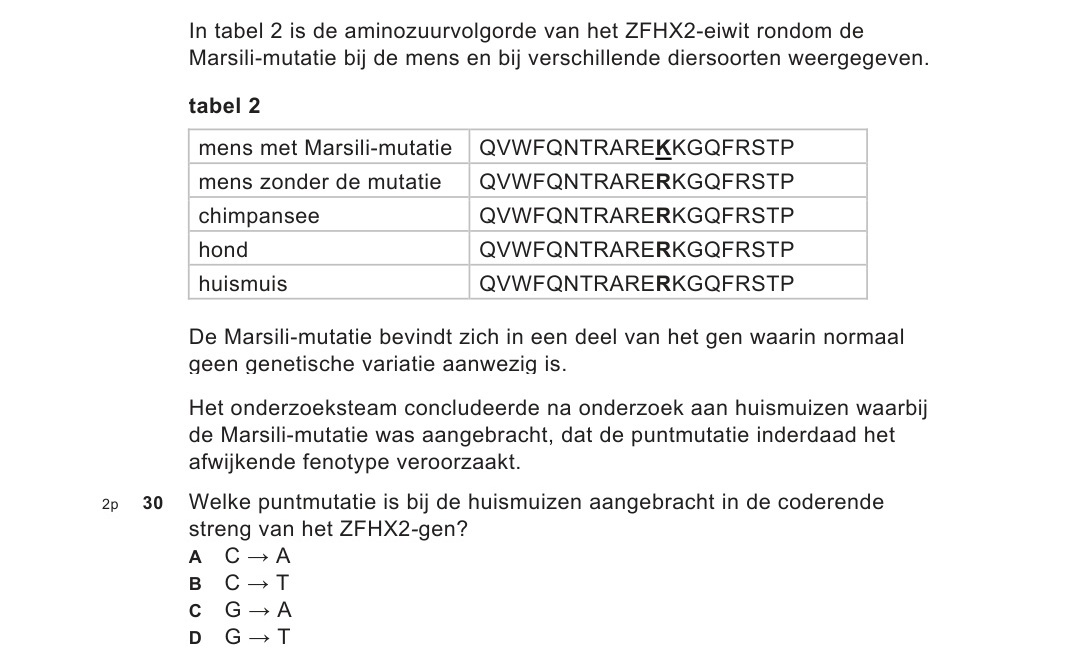 In tabel 2 is de aminozuurvolgorde van het ZFHX2-eiwit rondom de
Marsili-mutatie bij de mens en bij verschillende diersoorten weergegeven.
tabel 2
mens met Marsili-mutatie QVWFQNTRAREKKGQFRSTP
mens zonder de mutatie QVWFQNTRARERKGQFRSTP
chimpansee QVWFQNTRARERKGQFRSTP
hond QVWFQNTRARERKGQFRSTP
huismuis QVWFQNTRARERKGQFRSTP
De Marsili-mutatie bevindt zich in een deel van het gen waarin normaal
geen genetische variatie aanwezig is.
Het onderzoeksteam concludeerde na onderzoek aan huismuizen waarbij
de Marsili-mutatie was aangebracht, dat de puntmutatie inderdaad het
afwijkende fenotype veroorzaakt.
2p 30 Welke puntmutatie is bij de huismuizen aangebracht in de coderende
streng van het ZFHX2-gen?
A C → A
B C → T
C G → A
D G → T